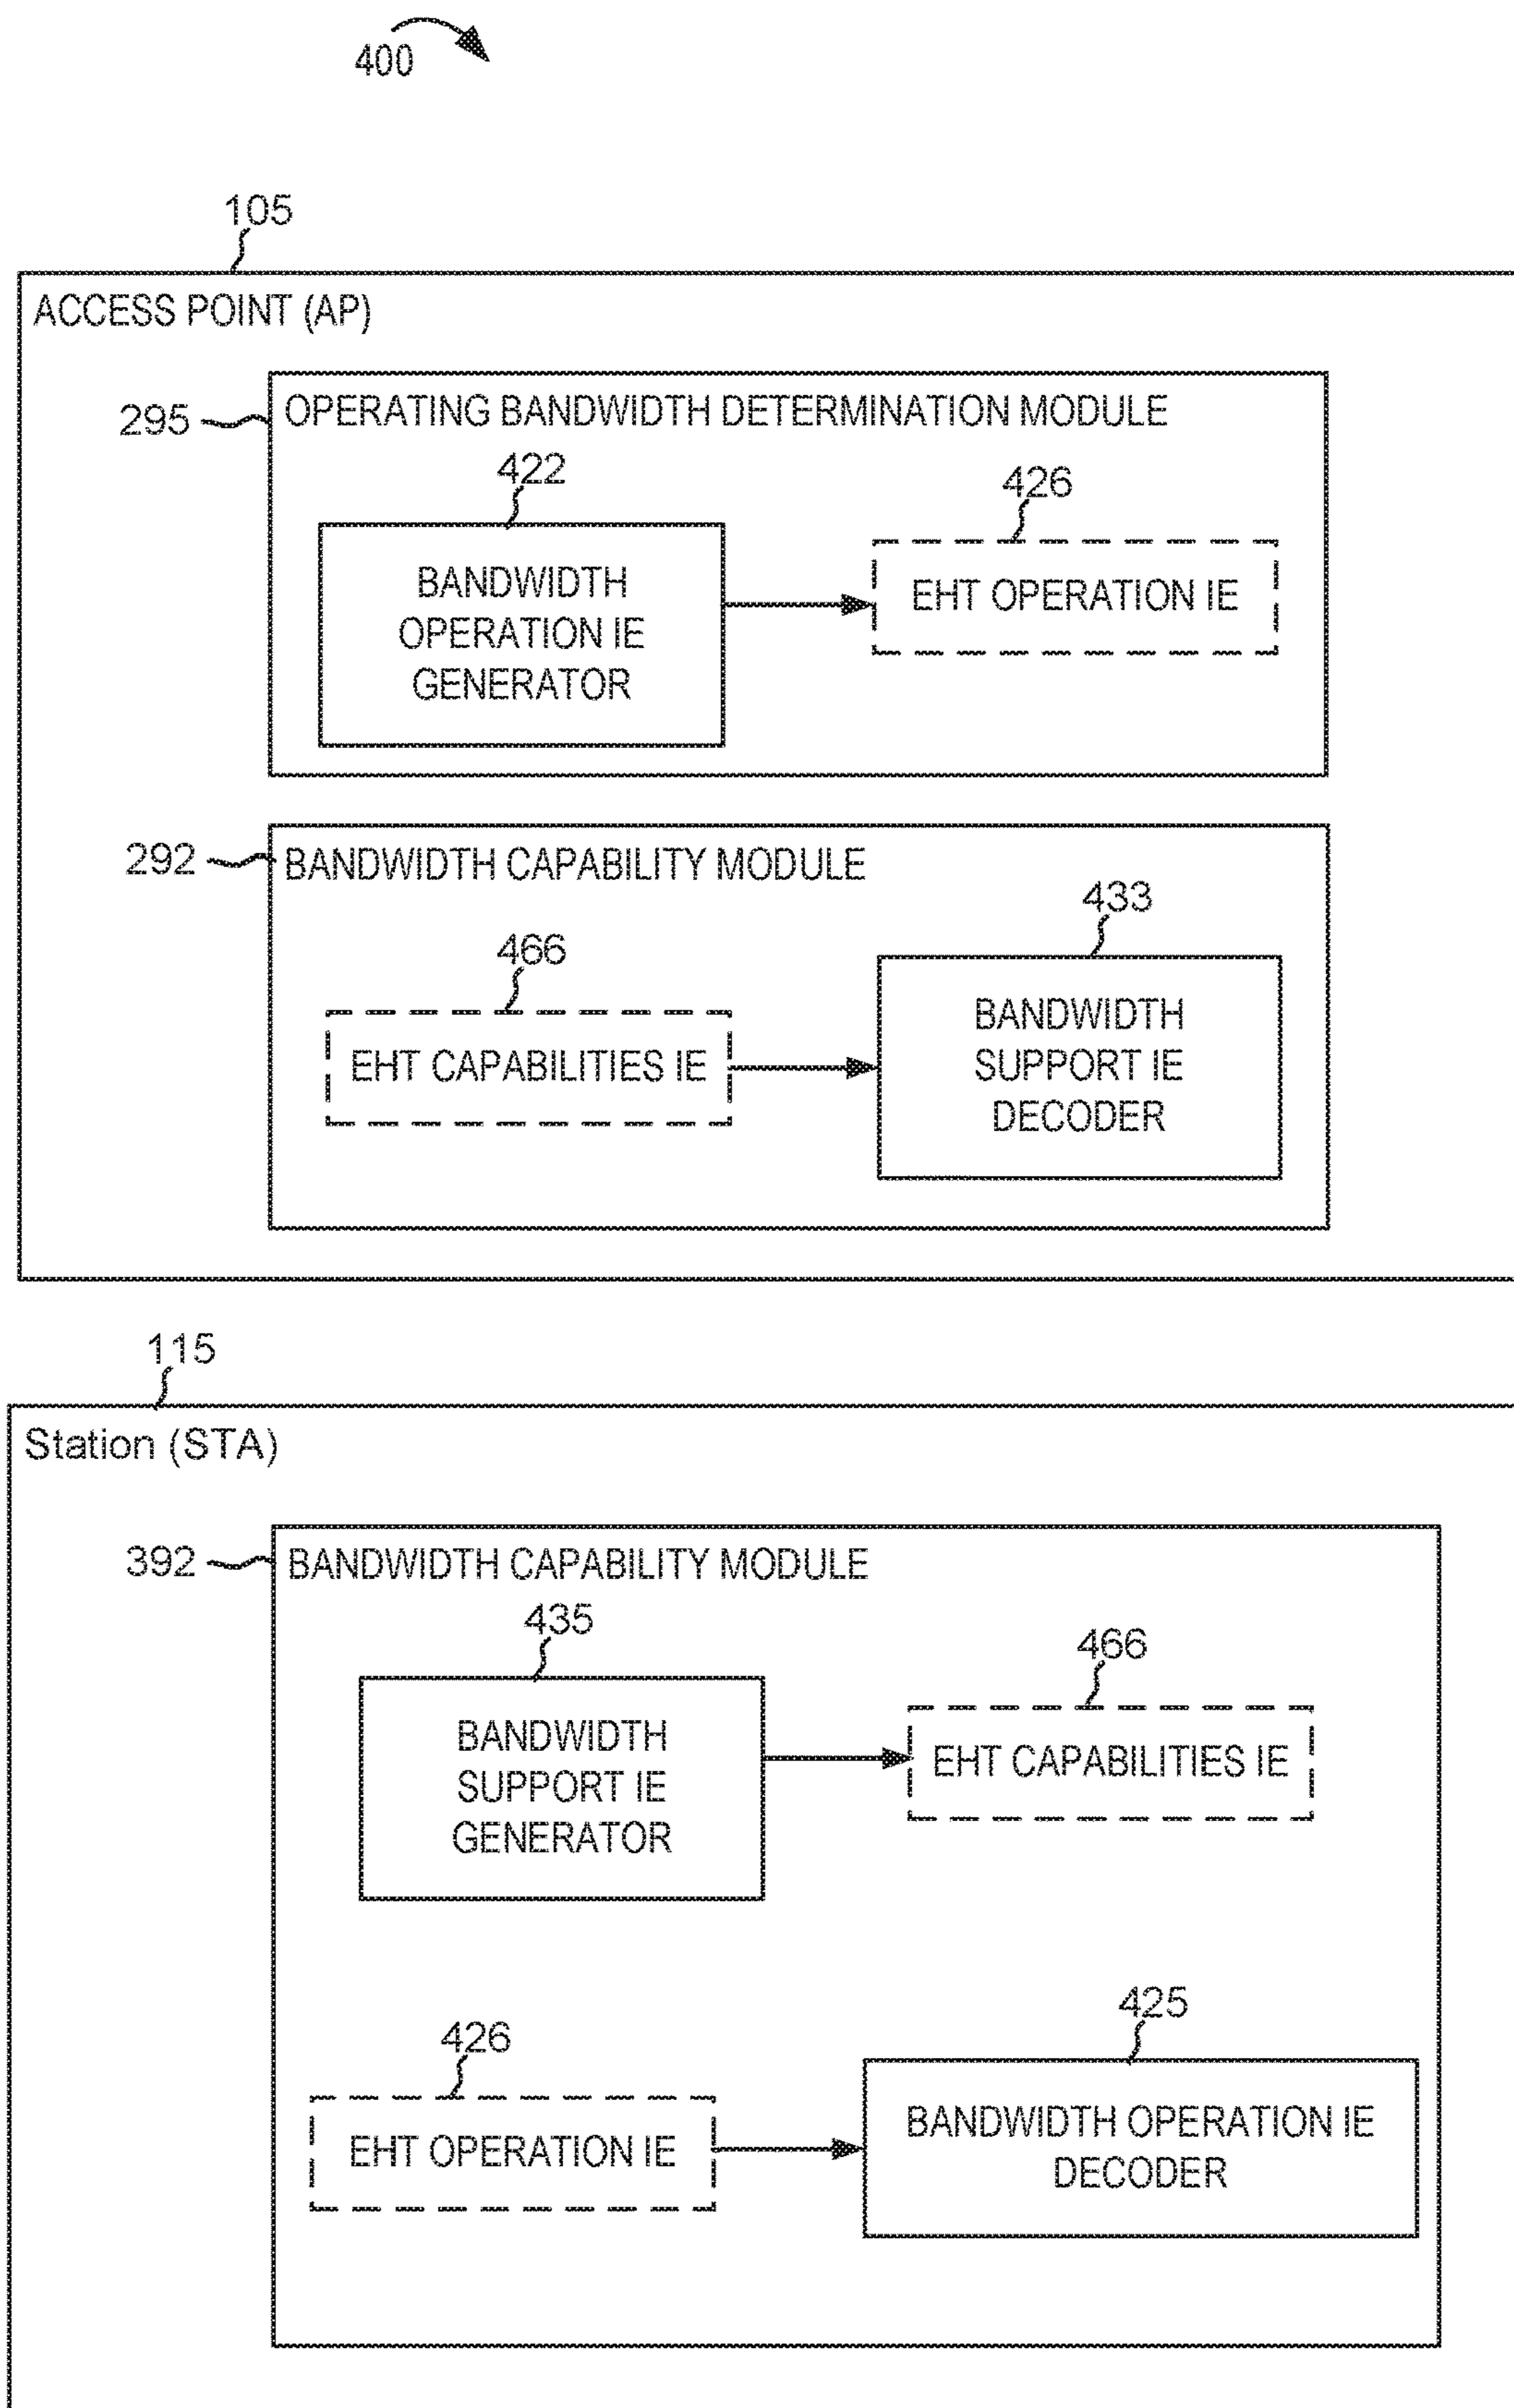 400
105
ACCESS POINT (AP)
295
OPERATING BANDWIDTH DETERMINATION MODULE
422
426
BANDWIDTH
OPERATION IE
GENERATOR
EHT OPERATION IE
292
BANDWIDTH CAPABILITY MODULE
433
466
EHT CAPABILITIES IE
BANDWIDTH
SUPPORT IE
DECODER
115
Station (STA)
392
BANDWIDTH CAPABILITY MODULE
435
466
BANDWIDTH
SUPPORT IE
GENERATOR
EHT CAPABILITIES IE
425
426
EHT OPERATION IE
BANDWIDTH OPERATION IE
DECODER